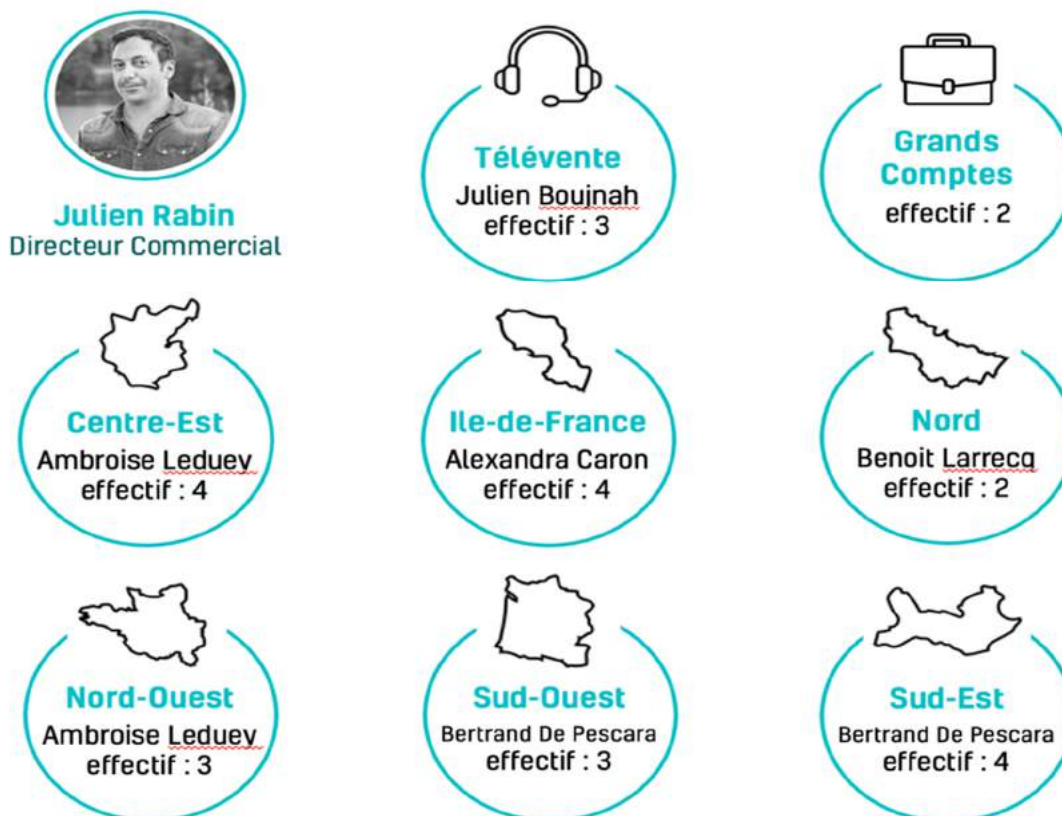 Julien Rabin
Directeur Commercial
Télévente
Julien Boujnah
effectif : 3
Grands
Comptes
effectif : 2
Centre-Est
Ambroise Leduey
effectif : 4
Ile-de-France
Alexandra Caron
effectif : 4
Nord
Benoit Larrecq
effectif : 2
Nord-Ouest
Ambroise Leduey
effectif : 3
Sud-Ouest
Bertrand De Pescara
effectif : 3
Sud-Est
Bertrand De Pescara
effectif : 4